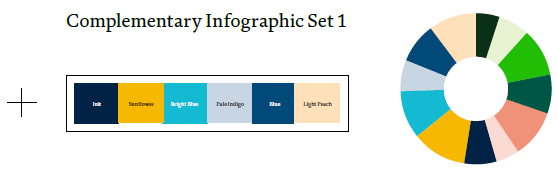 Complementary Infographic Set 1
Ink Sunflower Bright Blue Pale Indigo Blue Light Peach